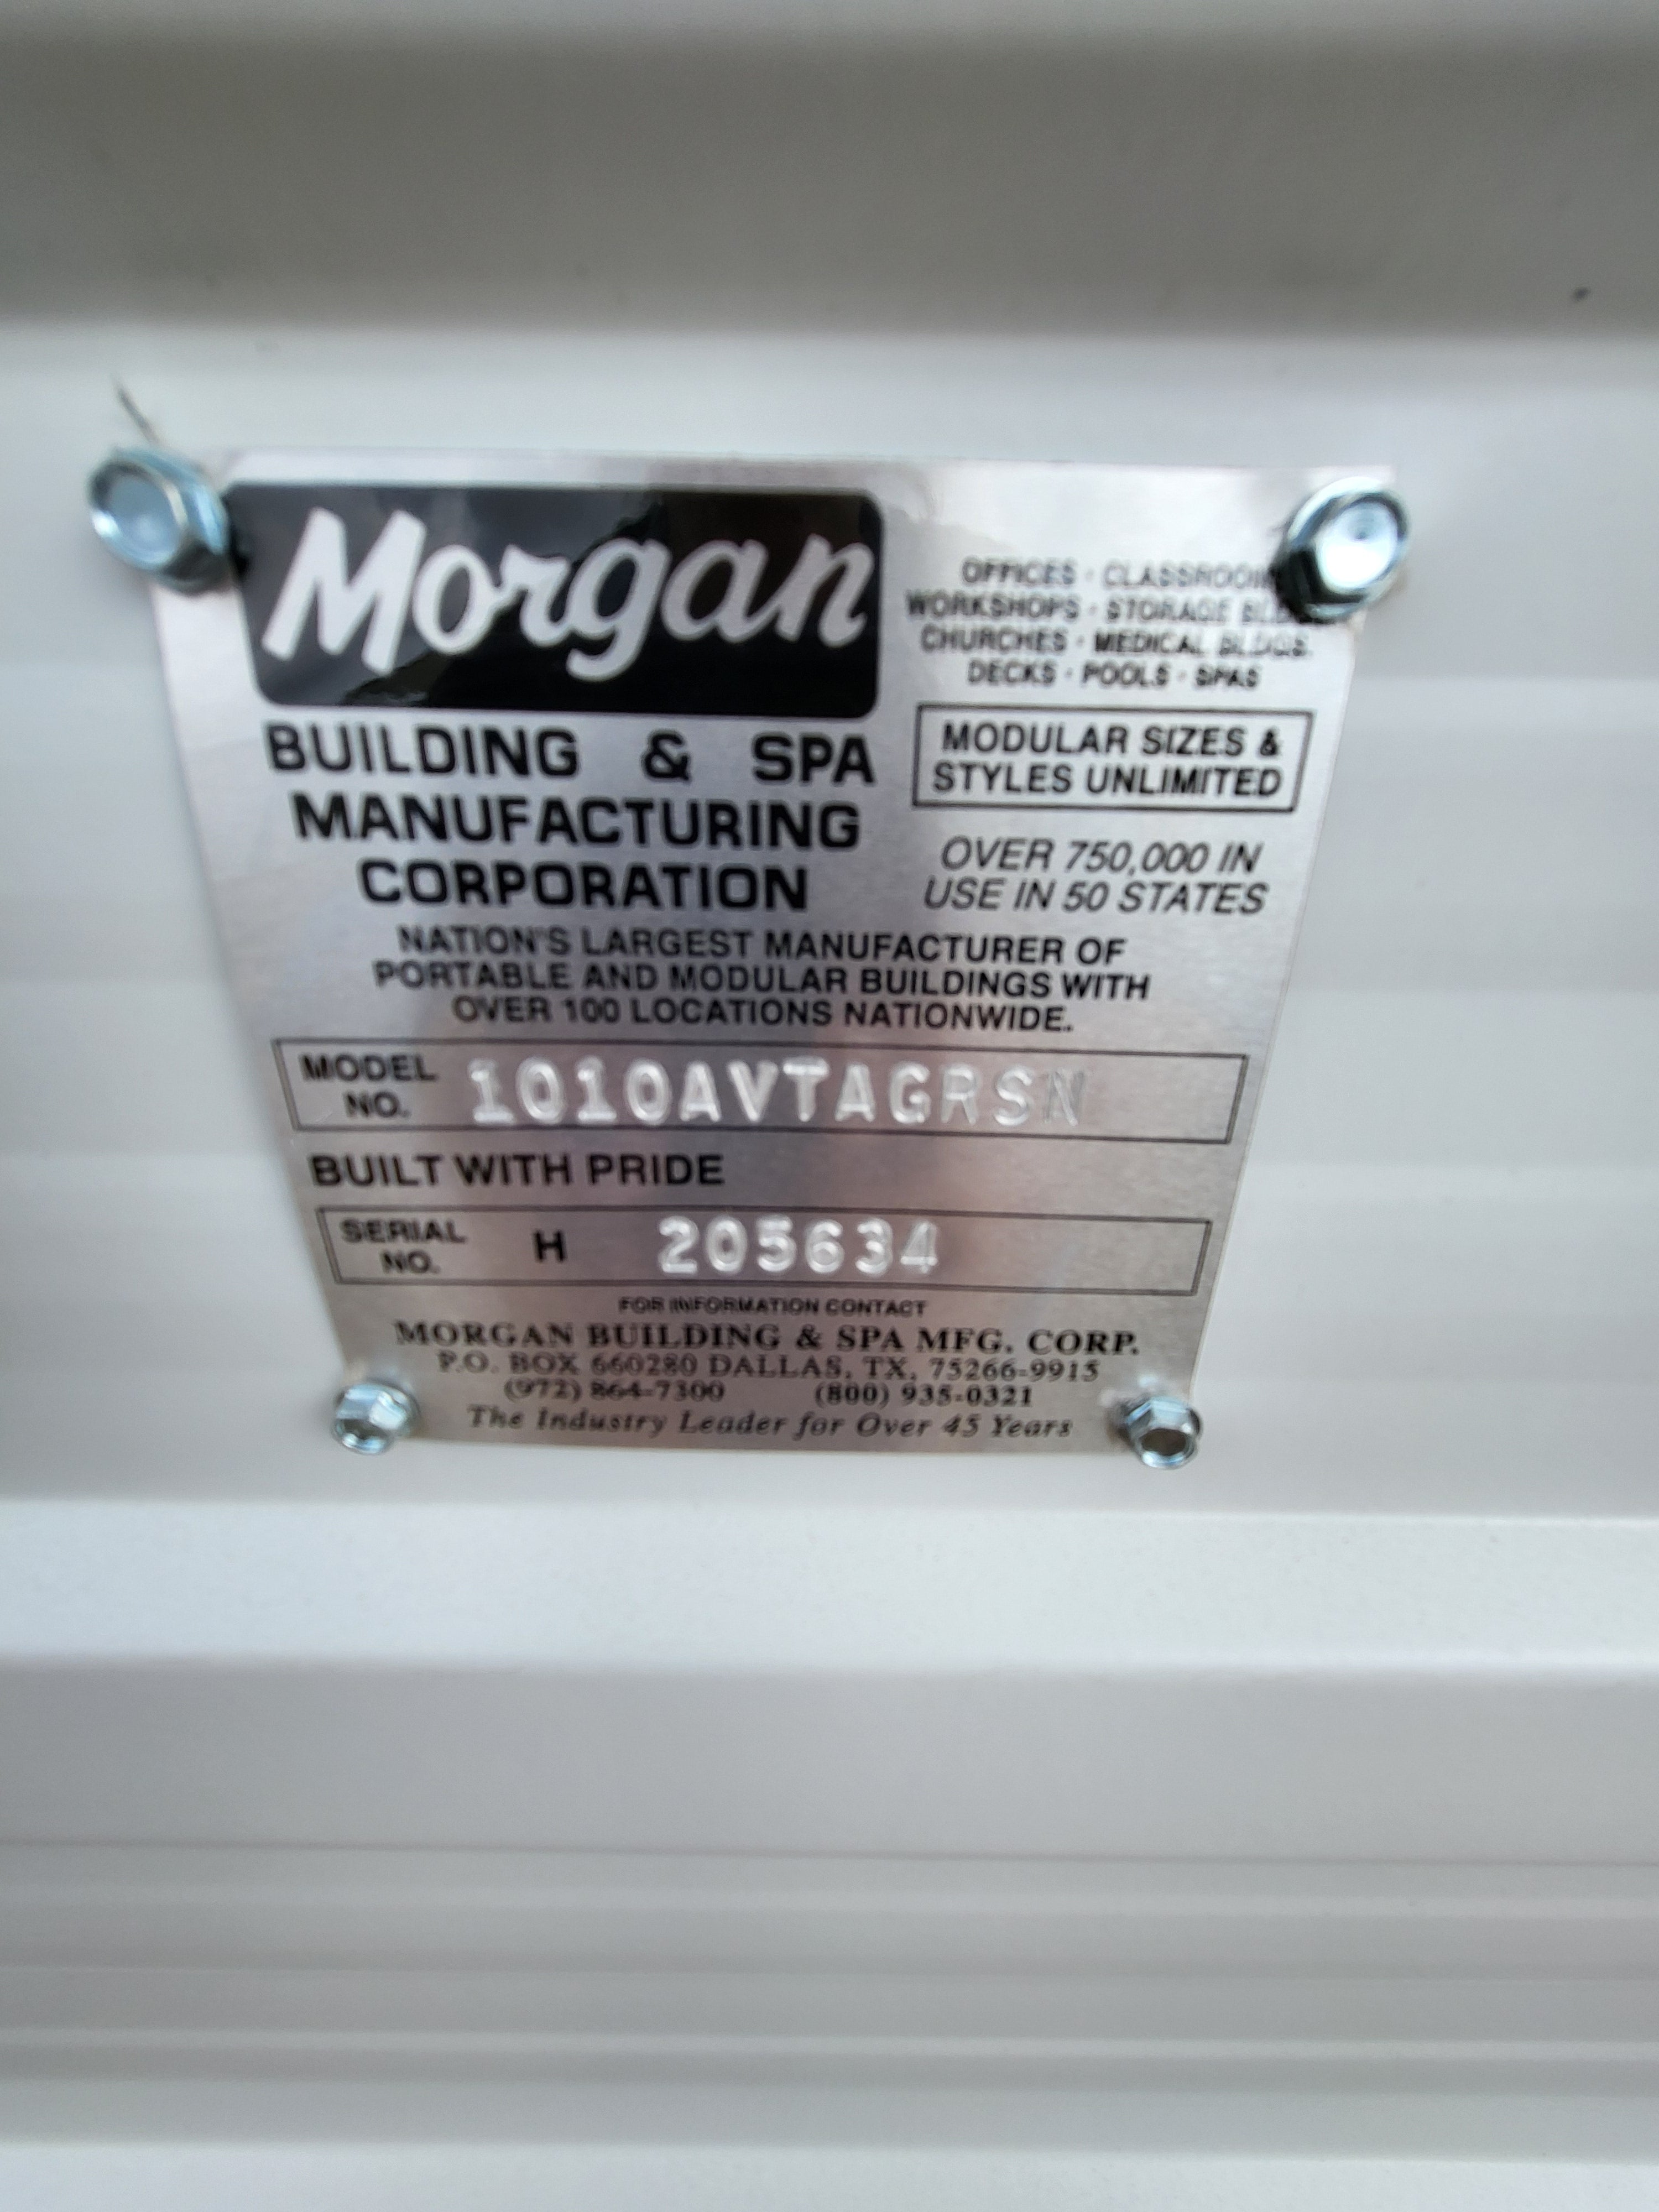 Morgan
BUILDING & SPA
MANUFACTURING
CORPORATION
OFFICES · CLASSROOM
WORKSHOPS · STORAGE
CHURCHES · MEDICAL BLDGS.
DECKS · POOLS · SPAS
MODULAR SIZES &
STYLES UNLIMITED
OVER 750,000 IN
USE IN 50 STATES
NATION'S LARGEST MANUFACTURER OF
PORTABLE AND MODULAR BUILDINGS WITH
OVER 100 LOCATIONS NATIONWIDE.
MODEL
NO.
1010AVTAGRSN
BUILT WITH PRIDE
SERIAL
NO.
H 205634
FOR INFORMATION CONTACT
MORGAN BUILDING & SPA MFG. CORP.
P.O. BOX 660280 DALLAS, TX, 75266-9915
(972) 864-7300 (800) 935-0321
The Industry Leader for Over 45 Years